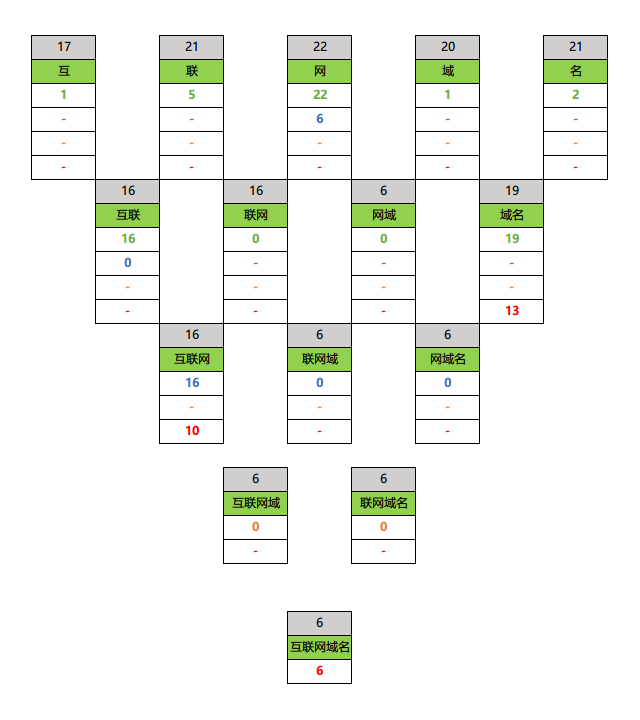 17 21 22 20 21
互 联 网 域 名
1 5 22 1 2
- - 6 - -
- - - - -
- - - - -
16 16 6 19
互联 联网 网域 域名
16 0 0 19
0 - - -
- - - -
- - - 13
16 6 6
互联网 联网域 网域名
16 0 0
- - -
10 - -
6 6
互联网域 联网域名
0 0
- -
6
互联网域名
6